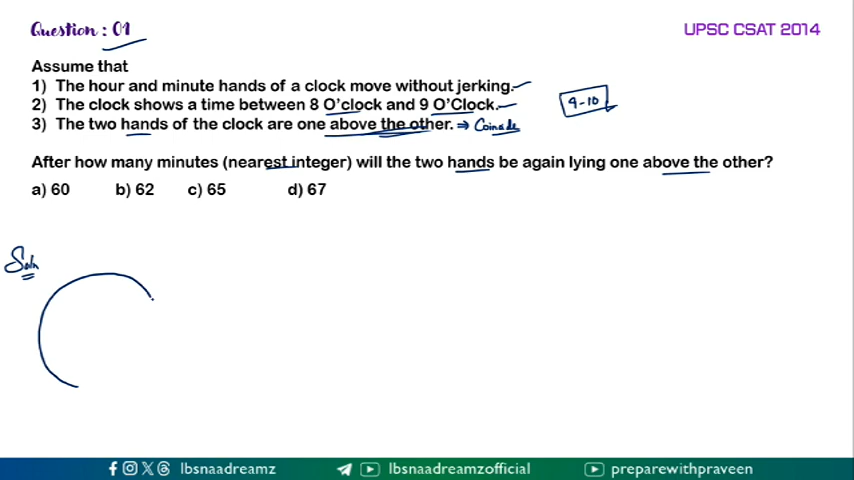 Question : 01
UPSC CSAT 2014
Assume that
1) The hour and minute hands of a clock move without jerking.
2) The clock shows a time between 8 O'clock and 9 O'Clock.
9-10
3) The two hands of the clock are one above the other. ⇒ Coincide
After how many minutes (nearest integer) will the two hands be again lying one above the other?
a) 60 b) 62 c) 65 d) 67
Soln
lbsnaadreamz lbsnaadreamzofficial preparewithpraveen